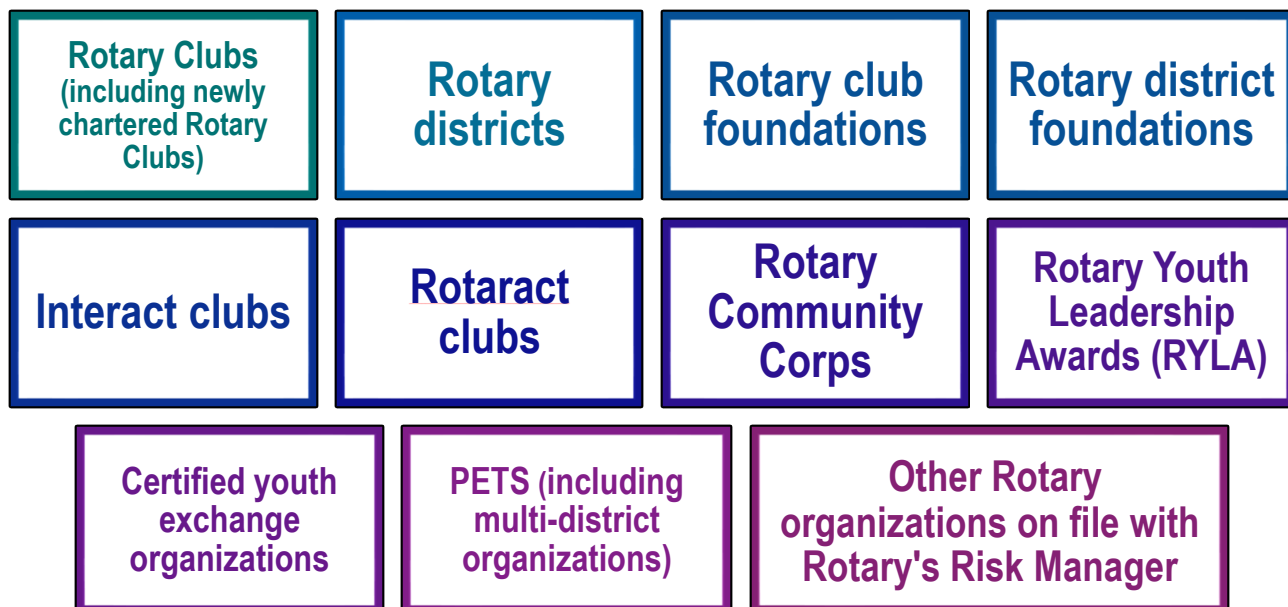 Rotary Clubs
(including newly
chartered Rotary
Clubs)
Rotary
districts
Rotary club
foundations
Rotary district
foundations
Interact clubs
Rotaract
clubs
Rotary
Community
Corps
Rotary Youth
Leadership
Awards (RYLA)
Certified youth
exchange
organizations
PETS (including
multi-district
organizations)
Other Rotary
organizations on file with
Rotary's Risk Manager